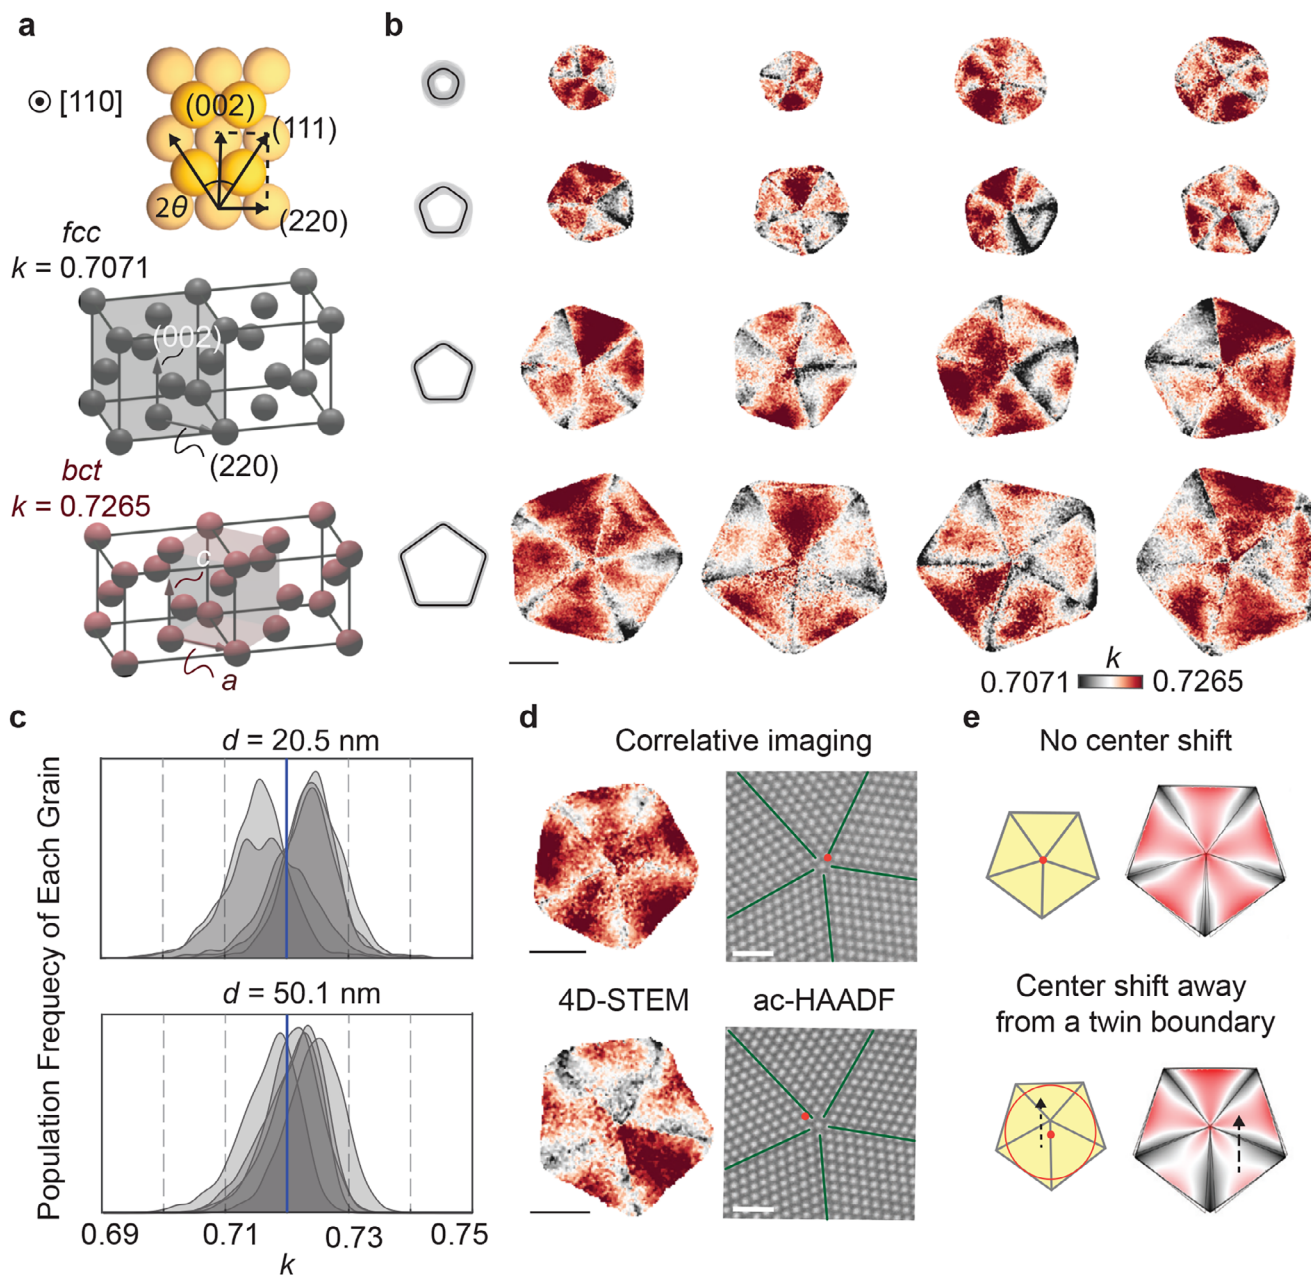 a
[110]
(002)
(111)
2θ
(220)
fcc
k = 0.7071
(002)
(220)
bct
k = 0.7265
c
a
b
k
0.7071
0.7265
c
d = 20.5 nm
Population Frequecy of Each Grain
d = 50.1 nm
0.69
0.71
0.73
0.75
k
d
Correlative imaging
4D-STEM
ac-HAADF
e
No center shift
Center shift away
from a twin boundary